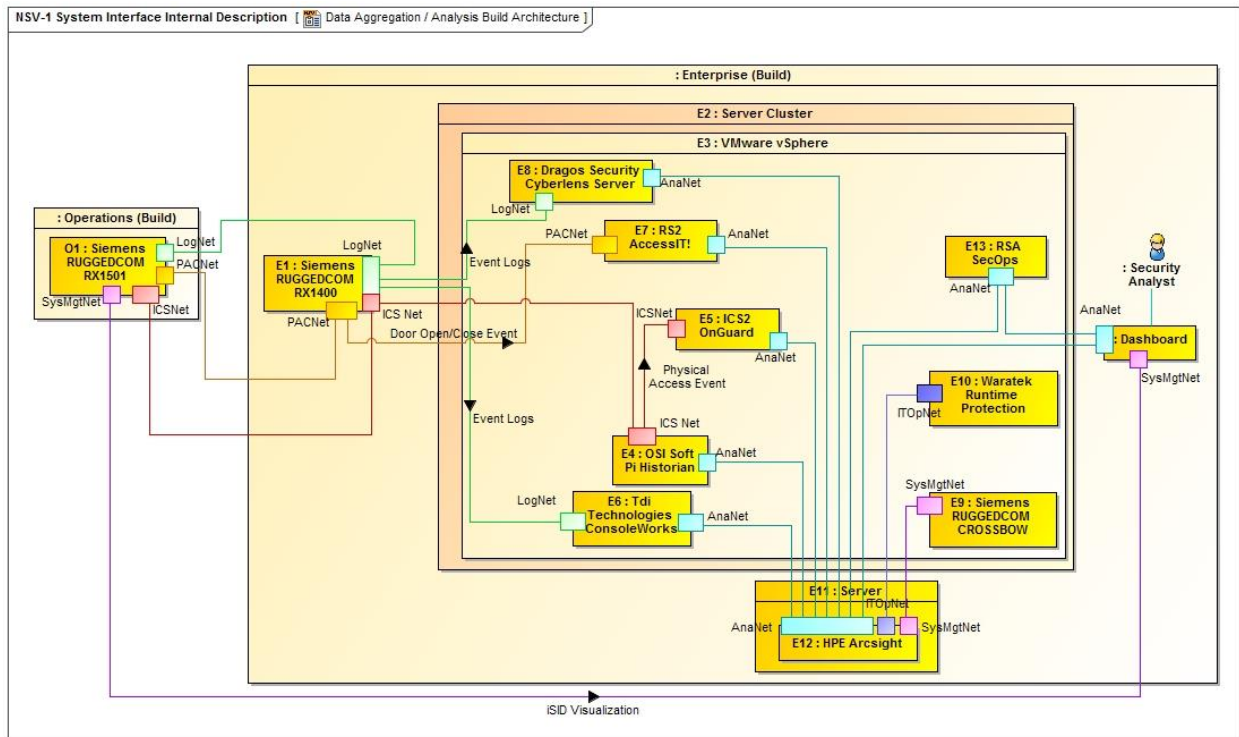 NSV-1 System Interface Internal Description [ Data Aggregation / Analysis Build Architecture ]
: Enterprise (Build)
E2 : Server Cluster
E3 : VMware vSphere
E8 : Dragos Security
Cyberlens Server
AnaNet
LogNet
: Operations (Build)
O1 : Siemens
RUGGEDCOM
RX1501
LogNet
PACNet
SysMgtNet
ICSNet
LogNet
E1 : Siemens
RUGGEDCOM
RX1400
ICS Net
PACNet
Event Logs
PACNet
E7 : RS2
AccessIT!
AnaNet
E13 : RSA
SecOps
AnaNet
: Security
Analyst
AnaNet
: Dashboard
SysMgtNet
Door Open/Close Event
ICSNet
E5 : ICS2
OnGuard
AnaNet
Physical
Access Event
E10 : Waratek
Runtime
Protection
ITOpNet
Event Logs
ICS Net
E4 : OSI Soft
Pi Historian
AnaNet
LogNet
E6 : Tdi
Technologies
ConsoleWorks
AnaNet
SysMgtNet
E9 : Siemens
RUGGEDCOM
CROSSBOW
E11 : Server
ITOpNet
AnaNet
SysMgtNet
E12 : HPE Arcsight
iSID Visualization